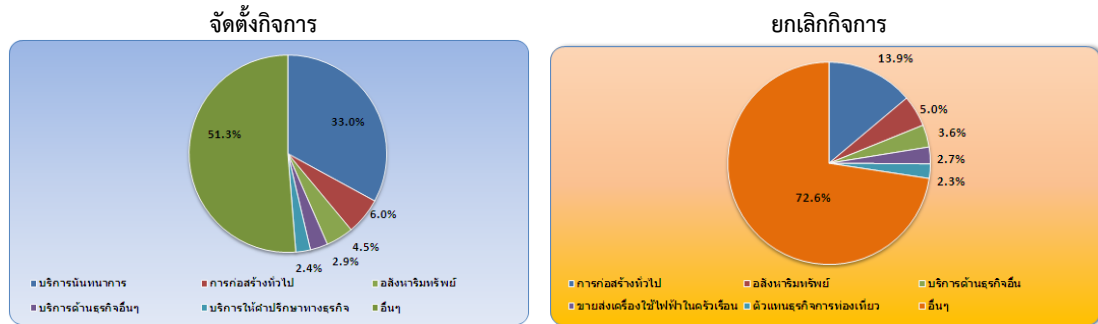 จัดตั้งกิจการ
33.0%
6.0%
4.5%
2.9%
2.4%
51.3%
บริการนันทนาการ การก่อสร้างทั่วไป อสังหาริมทรัพย์
บริการด้านธุรกิจอื่นๆ บริการให้คำปรึกษาทางธุรกิจ อื่นๆ
ยกเลิกกิจการ
13.9%
5.0%
3.6%
2.7%
2.3%
72.6%
การก่อสร้างทั่วไป อสังหาริมทรัพย์ บริการด้านธุรกิจอื่น
ขายส่งเครื่องใช้ไฟฟ้าในครัวเรือน ตัวแทนธุรกิจการท่องเที่ยว อื่นๆ